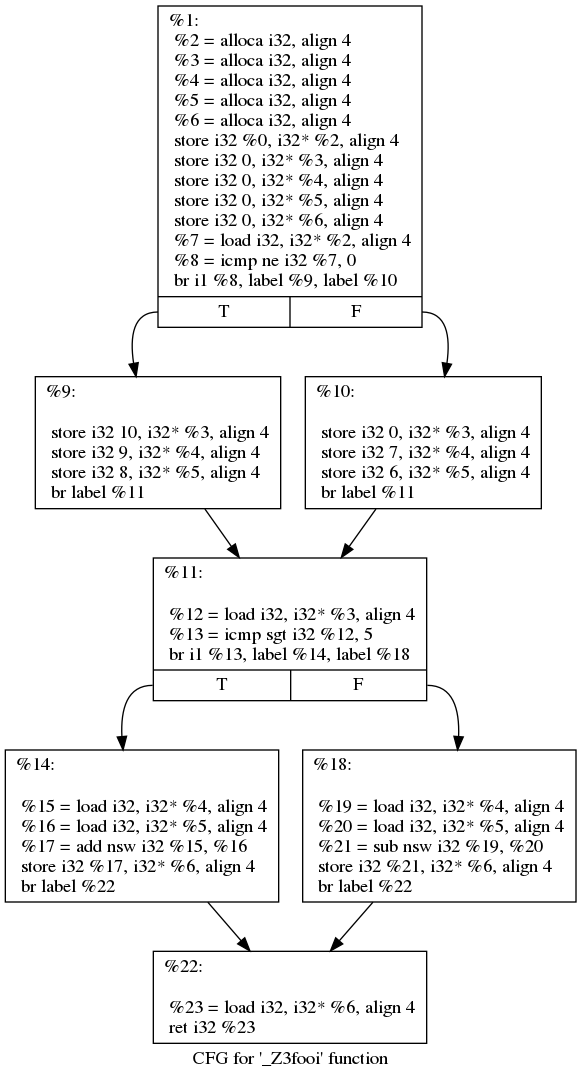 %1:
%2 = alloca i32, align 4
%3 = alloca i32, align 4
%4 = alloca i32, align 4
%5 = alloca i32, align 4
%6 = alloca i32, align 4
store i32 %0, i32* %2, align 4
store i32 0, i32* %3, align 4
store i32 0, i32* %4, align 4
store i32 0, i32* %5, align 4
store i32 0, i32* %6, align 4
%7 = load i32, i32* %2, align 4
%8 = icmp ne i32 %7, 0
br i1 %8, label %9, label %10
T F
%9:
store i32 10, i32* %3, align 4
store i32 9, i32* %4, align 4
store i32 8, i32* %5, align 4
br label %11
%10:
store i32 0, i32* %3, align 4
store i32 7, i32* %4, align 4
store i32 6, i32* %5, align 4
br label %11
%11:
%12 = load i32, i32* %3, align 4
%13 = icmp sgt i32 %12, 5
br i1 %13, label %14, label %18
T F
%14:
%15 = load i32, i32* %4, align 4
%16 = load i32, i32* %5, align 4
%17 = add nsw i32 %15, %16
store i32 %17, i32* %6, align 4
br label %22
%18:
%19 = load i32, i32* %4, align 4
%20 = load i32, i32* %5, align 4
%21 = sub nsw i32 %19, %20
store i32 %21, i32* %6, align 4
br label %22
%22:
%23 = load i32, i32* %6, align 4
ret i32 %23
CFG for '_Z3fooi' function